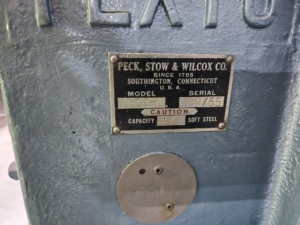 PECK, STOW & WILCOX CO.
SINCE 1785
SOUTHINGTON, CONNECTICUT
U. S. A.
MODEL SERIAL
CAUTION
CAPACITY SOFT STEEL